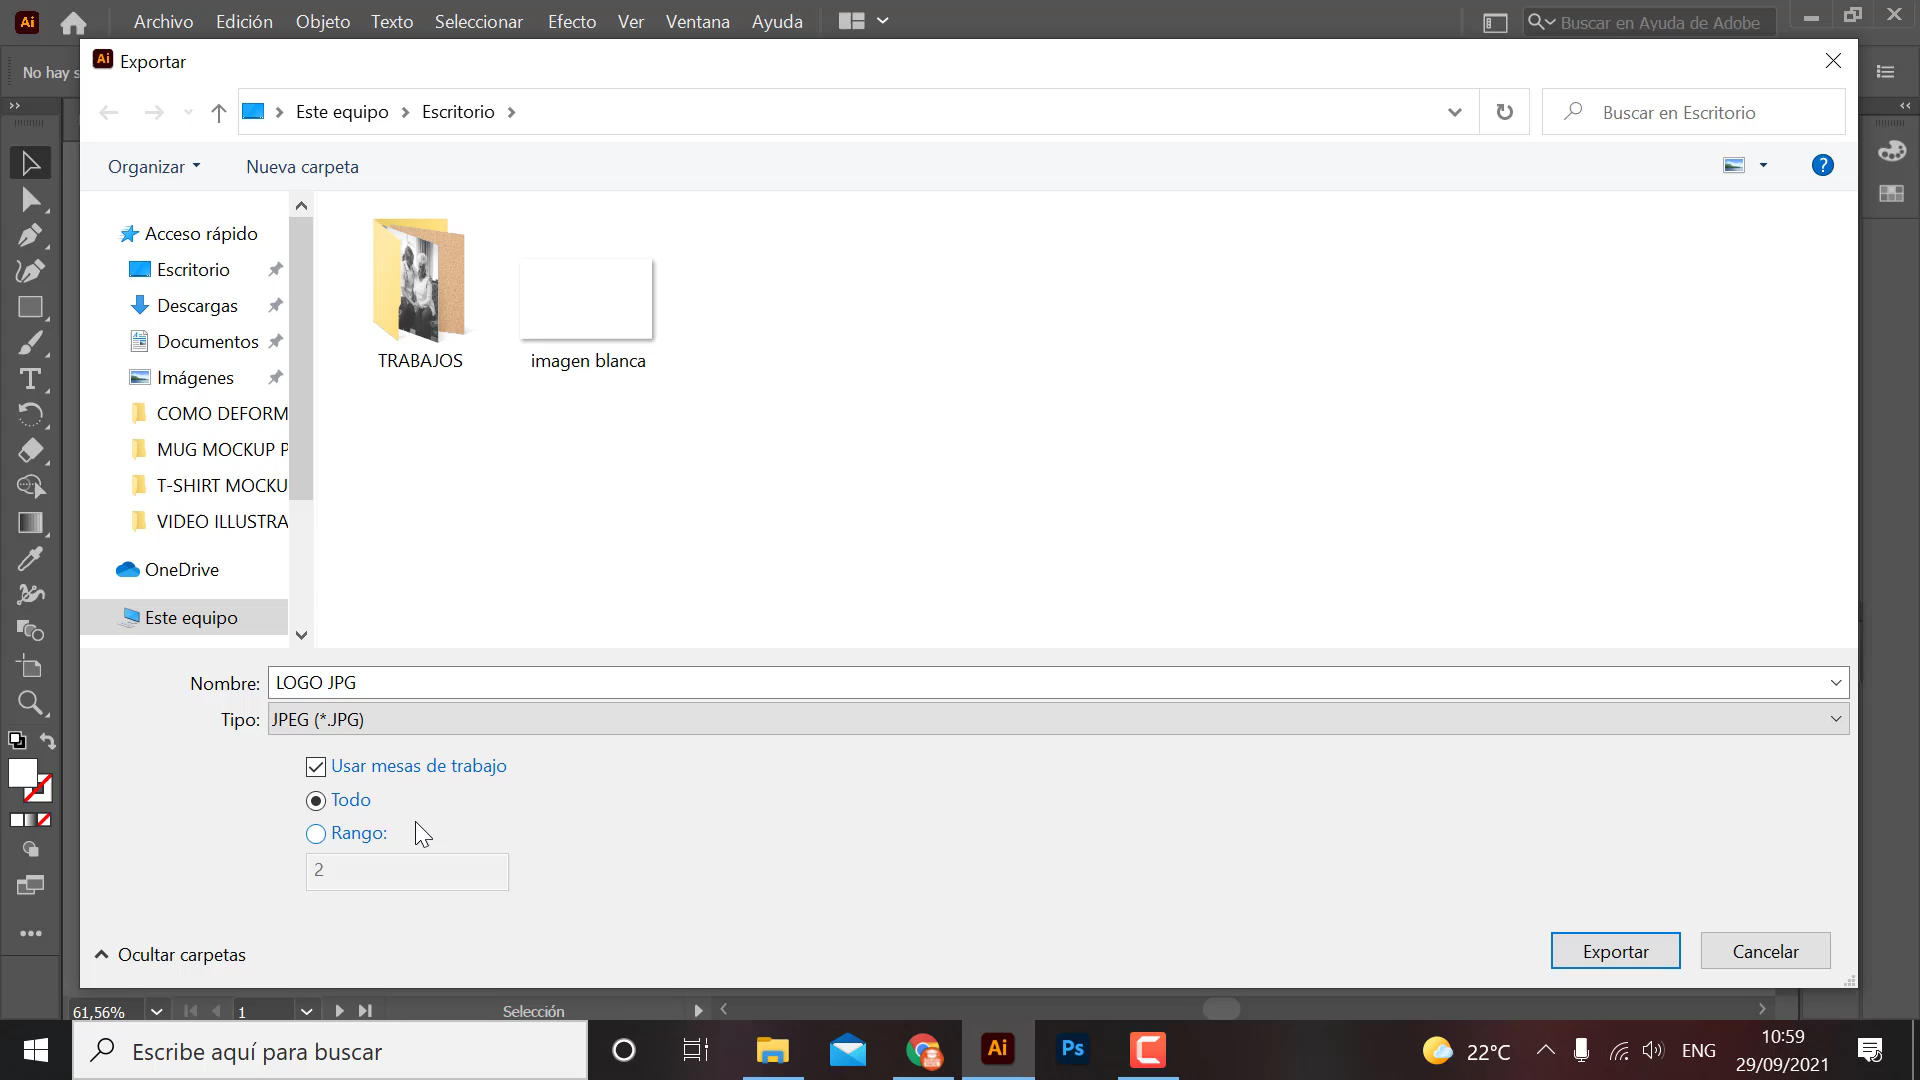 Ai Archivo Edición Objeto Texto Seleccionar Efecto Ver Ventana Ayuda Buscar en Ayuda de Adobe
No hay s
Ai Exportar
Este equipo Escritorio Buscar en Escritorio
Organizar Nueva carpeta ?
Acceso rápido
Escritorio
Descargas
Documentos
Imágenes
COMO DEFORM
MUG MOCKUP P
T-SHIRT MOCKU
VIDEO ILLUSTRA
OneDrive
Este equipo
TRABAJOS imagen blanca
Nombre: LOGO JPG
Tipo: JPEG (*.JPG)
Usar mesas de trabajo
Todo
Rango:
2
Ocultar carpetas Exportar Cancelar
61,56% 1 Selección
Escribe aquí para buscar Ai Ps 22°C ENG 10:59
29/09/2021